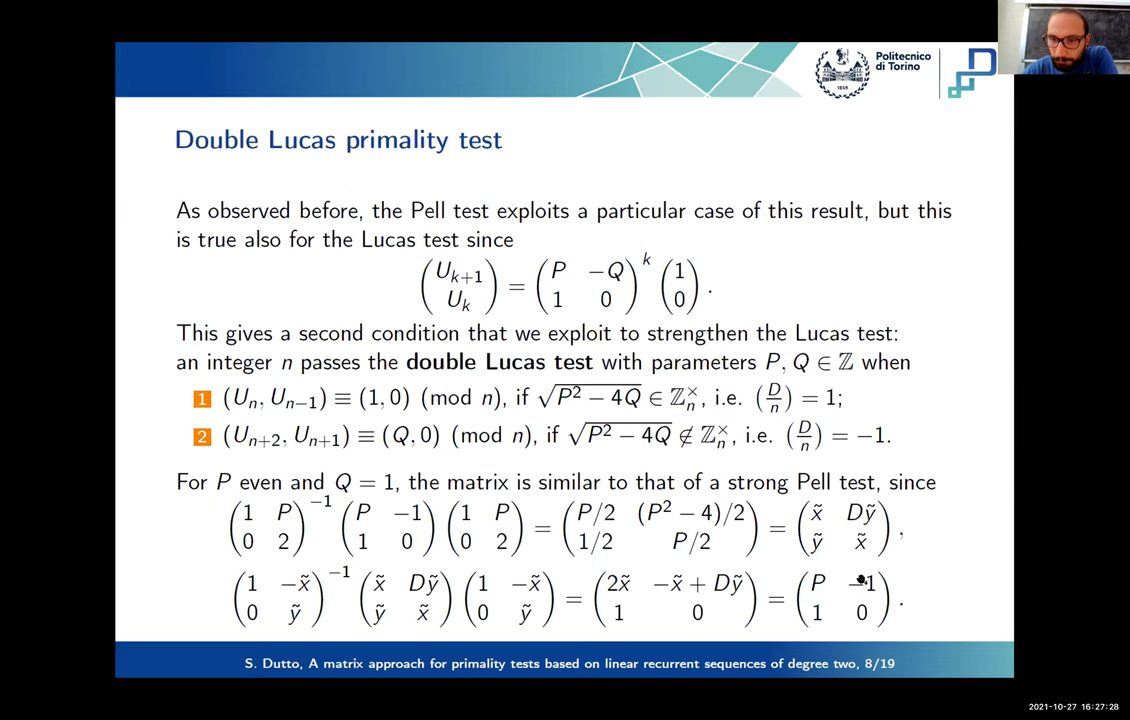 Politecnico
di Torino
1859
Double Lucas primality test
As observed before, the Pell test exploits a particular case of this result, but this
is true also for the Lucas test since
(U_{k+1} ; U_k) = (P −Q ; 1 0)^k (1 ; 0) .
This gives a second condition that we exploit to strengthen the Lucas test:
an integer n passes the double Lucas test with parameters P, Q ∈ ℤ when
1 (U_n, U_{n−1}) ≡ (1, 0) (mod n), if √(P² − 4Q) ∈ ℤ_n^×, i.e. (D/n) = 1;
2 (U_{n+2}, U_{n+1}) ≡ (Q, 0) (mod n), if √(P² − 4Q) ∉ ℤ_n^×, i.e. (D/n) = −1.
For P even and Q = 1, the matrix is similar to that of a strong Pell test, since
(1 P ; 0 2)^{−1} (P −1 ; 1 0) (1 P ; 0 2) = (P/2 (P² − 4)/2 ; 1/2 P/2) = (x̃ Dỹ ; ỹ x̃) ,
(1 −x̃ ; 0 ỹ)^{−1} (x̃ Dỹ ; ỹ x̃) (1 −x̃ ; 0 ỹ) = (2x̃ −x̃ + Dỹ ; 1 0) = (P −1 ; 1 0) .
S. Dutto, A matrix approach for primality tests based on linear recurrent sequences of degree two, 8/19
2021-10-27 16:27:28